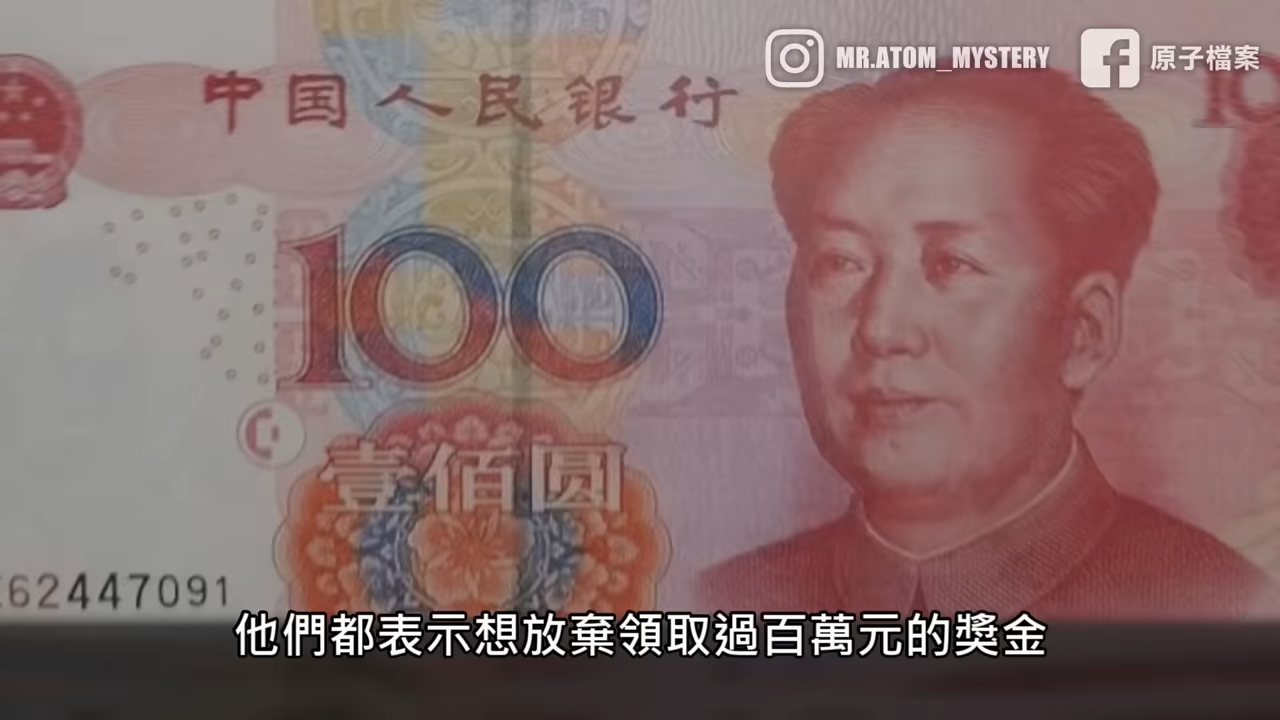 MR.ATOM_MYSTERY
原子檔案
中国人民银行
100
壹佰圆
62447091
他們都表示想放棄領取過百萬元的獎金